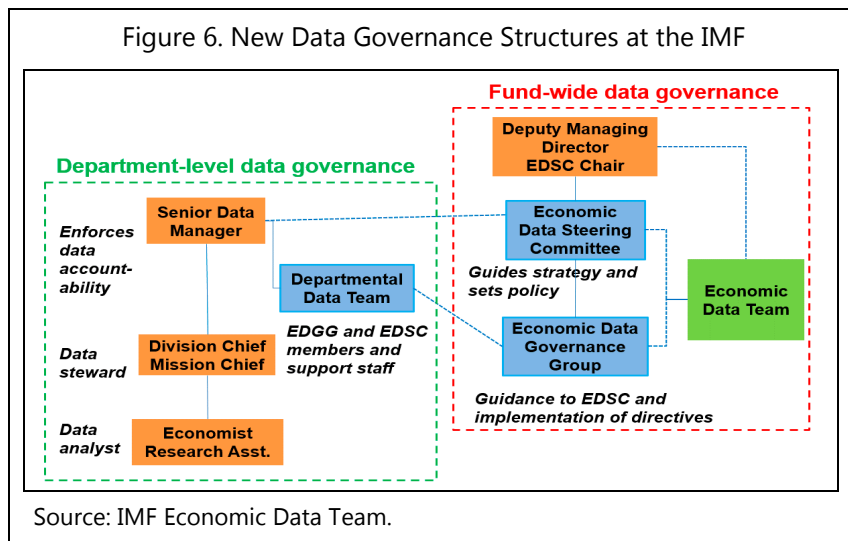 Figure 6. New Data Governance Structures at the IMF
Fund-wide data governance
Deputy Managing
Director
EDSC Chair
Department-level data governance
Senior Data
Manager
Enforces
data
account-
ability
Economic
Data Steering
Committee
Guides strategy and
sets policy
Departmental
Data Team
Economic
Data Team
EDGG and EDSC
members and
support staff
Division Chief
Mission Chief
Data
steward
Economic Data
Governance
Group
Guidance to EDSC and
implementation of directives
Data
analyst
Economist
Research Asst.
Source: IMF Economic Data Team.